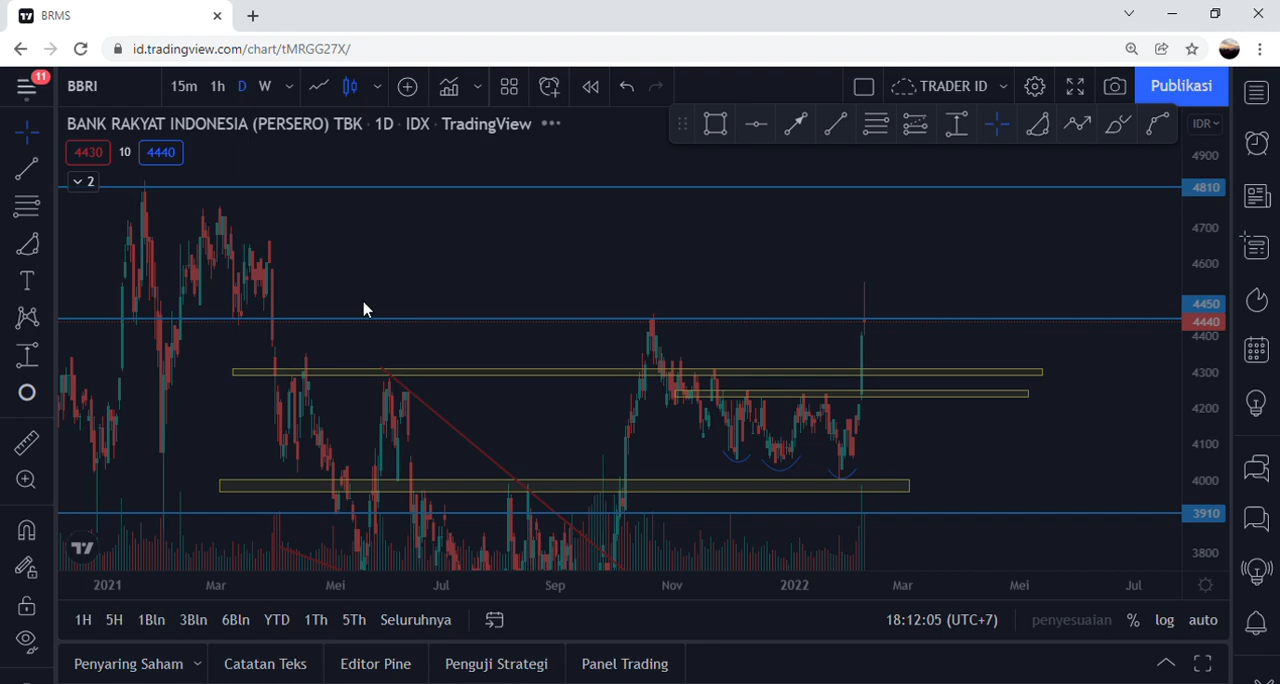 BRMS
id.tradingview.com/chart/tMRGG27X/
11
BBRI 15m 1h D W TRADER ID Publikasi
BANK RAKYAT INDONESIA (PERSERO) TBK · 1D · IDX · TradingView
IDR
4430 10 4440
2
4900
4810
4700
4600
4450
4440
4400
4300
4200
4100
4000
3910
3800
2021 Mar Mei Jul Sep Nov 2022 Mar Mei Jul
1H 5H 1Bln 3Bln 6Bln YTD 1Th 5Th Seluruhnya 18:12:05 (UTC+7) penyesuaian % log auto
Penyaring Saham Catatan Teks Editor Pine Penguji Strategi Panel Trading